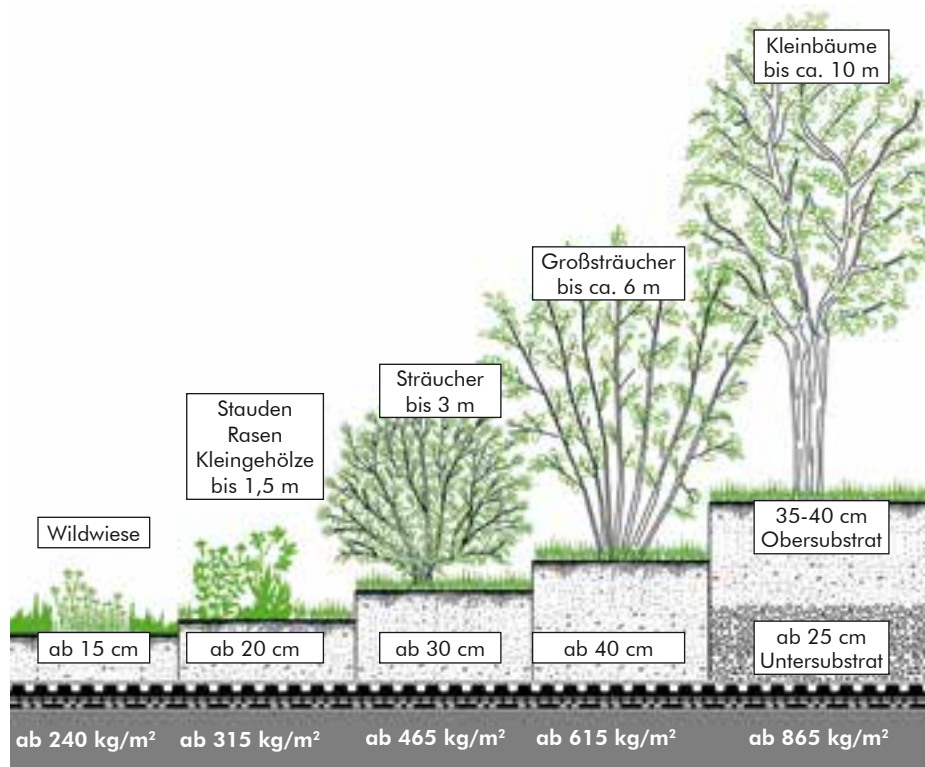 Kleinbäume
bis ca. 10 m
Großsträucher
bis ca. 6 m
Sträucher
bis 3 m
Stauden
Rasen
Kleingehölze
bis 1,5 m
Wildwiese
35-40 cm
Obersubstrat
ab 15 cm
ab 20 cm
ab 30 cm
ab 40 cm
ab 25 cm
Untersubstrat
ab 240 kg/m²
ab 315 kg/m²
ab 465 kg/m²
ab 615 kg/m²
ab 865 kg/m²